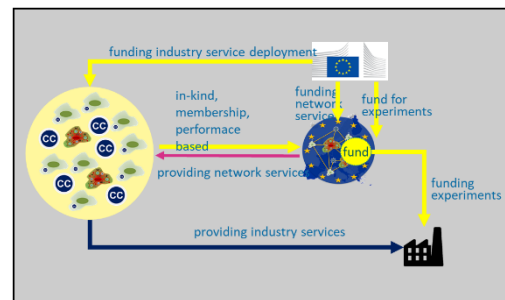 funding industry service deployment
in-kind,
membership,
performace
based
funding
network
service
fund for
experiments
CC
CC
CC
CC
CC
CC
fund
providing network service
funding
experiments
providing industry services